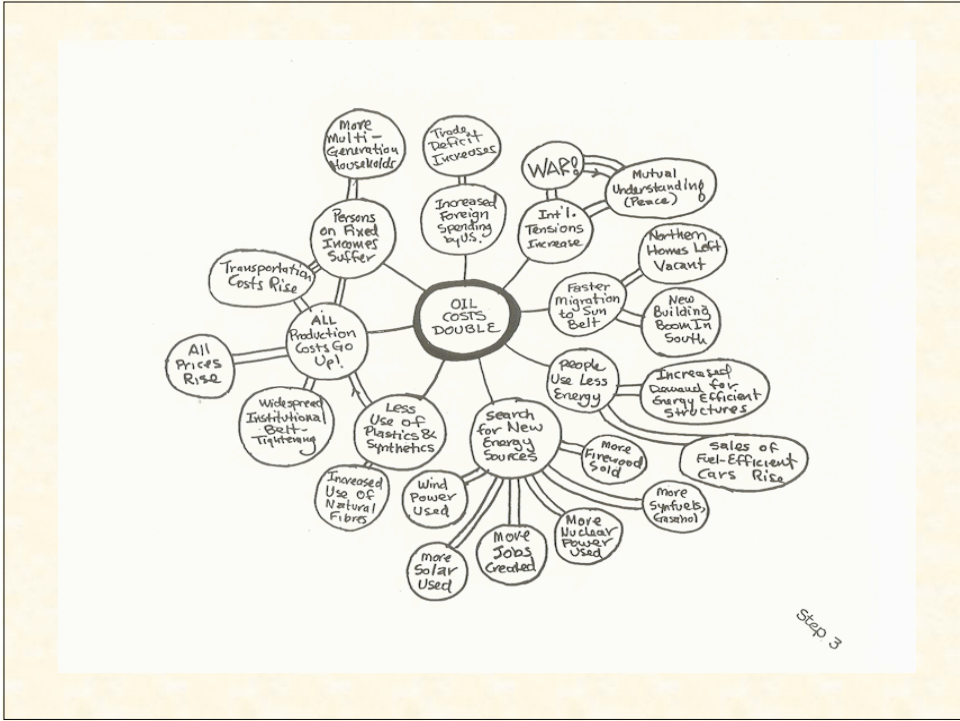 More
Multi-
Generation
Households
Trade
Deficit
Increases
WAR?
Mutual
Understanding
(Peace)
Persons
on Fixed
Incomes
Suffer
Increased
Foreign
Spending
by U.S.
Int'l.
Tensions
Increase
Northern
Homes Left
Vacant
Transportation
Costs Rise
OIL
COSTS
DOUBLE
Faster
Migration
to Sun
Belt
New
Building
Boom In
South
ALL
Production
Costs Go
Up!
All
Prices
Rise
People
Use Less
Energy
Increased
Demand for
Energy Efficient
Structures
Widespread
Institutional
Belt-
Tightening
Less
Use of
Plastics &
Synthetics
Search
for New
Energy
Sources
More
Firewood
Sold
Sales of
Fuel-Efficient
Cars Rise
Increased
Use of
Natural
Fibres
Wind
Power
Used
More
Synfuels,
Gasahol
More
Solar
Used
More
Jobs
Created
More
Nuclear
Power
Used
Step 3